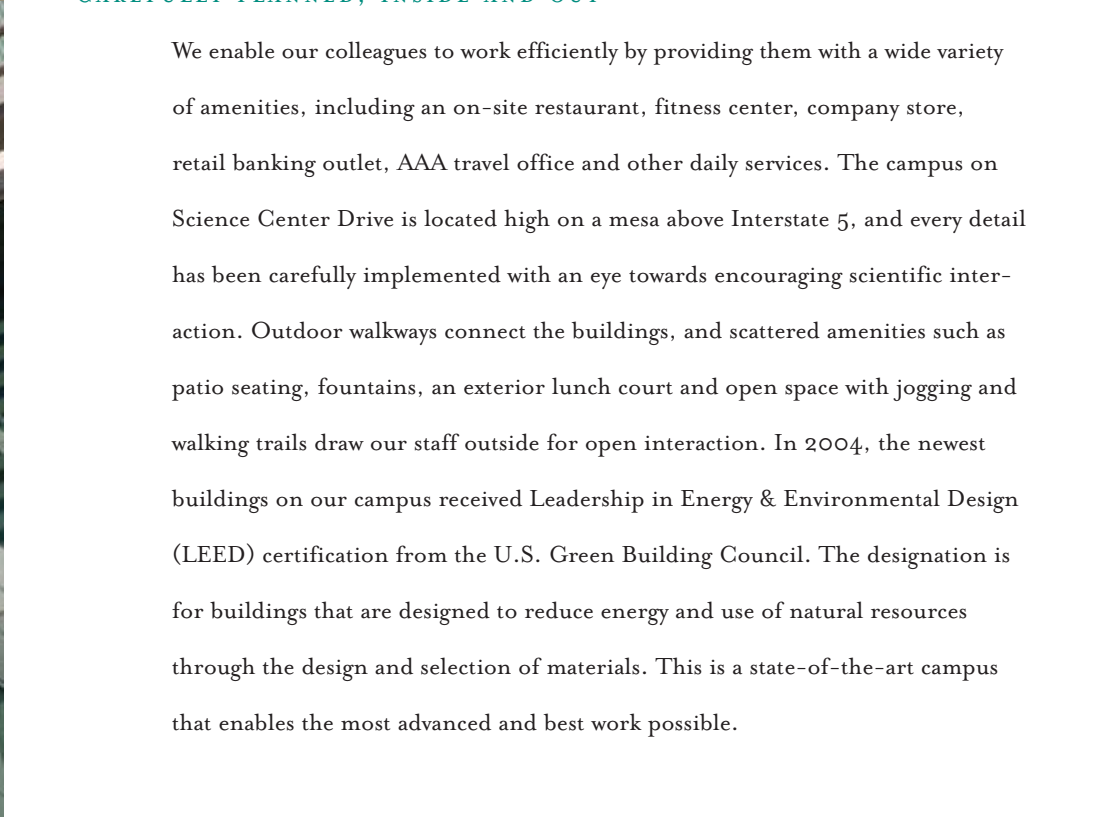 CAREFULLY PLANNED, INSIDE AND OUT
We enable our colleagues to work efficiently by providing them with a wide variety
of amenities, including an on-site restaurant, fitness center, company store,
retail banking outlet, AAA travel office and other daily services. The campus on
Science Center Drive is located high on a mesa above Interstate 5, and every detail
has been carefully implemented with an eye towards encouraging scientific inter-
action. Outdoor walkways connect the buildings, and scattered amenities such as
patio seating, fountains, an exterior lunch court and open space with jogging and
walking trails draw our staff outside for open interaction. In 2004, the newest
buildings on our campus received Leadership in Energy & Environmental Design
(LEED) certification from the U.S. Green Building Council. The designation is
for buildings that are designed to reduce energy and use of natural resources
through the design and selection of materials. This is a state-of-the-art campus
that enables the most advanced and best work possible.